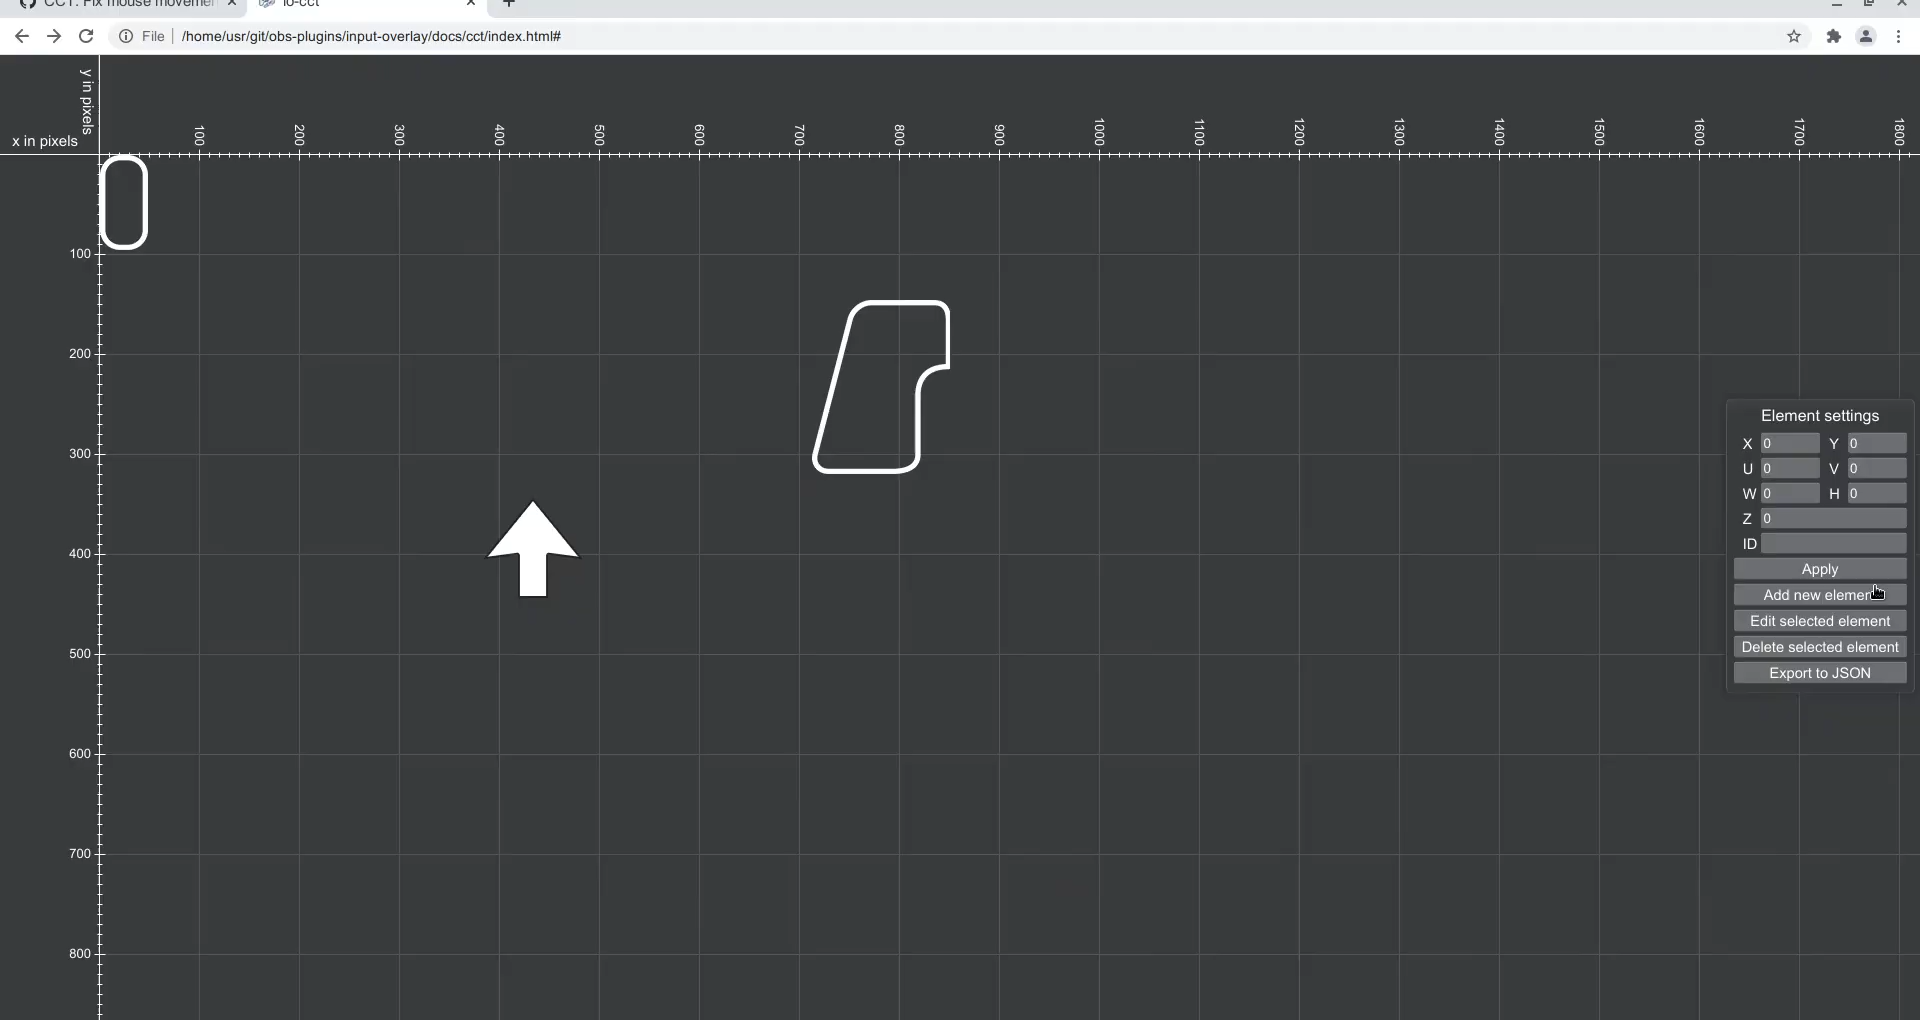 CCT: Fix mouse movemen
io-cct
File
/home/usr/git/obs-plugins/input-overlay/docs/cct/index.html#
y in pixels
x in pixels
100 200 300 400 500 600 700 800 900 1000 1100 1200 1300 1400 1500 1600 1700 1800
100
200
300
400
500
600
700
800
Element settings
X 0 Y 0
U 0 V 0
W 0 H 0
Z 0
ID
Apply
Add new elemen
Edit selected element
Delete selected element
Export to JSON